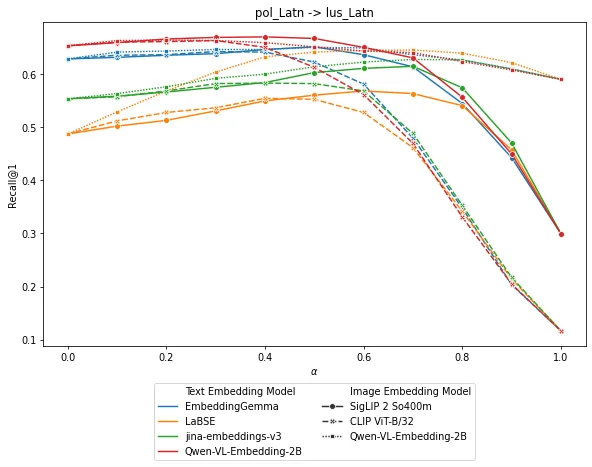 pol_Latn -> lus_Latn
Recall@1
0.6
0.5
0.4
0.3
0.2
0.1
0.0 0.2 0.4 0.6 0.8 1.0
α
Text Embedding Model
EmbeddingGemma
LaBSE
jina-embeddings-v3
Qwen-VL-Embedding-2B
Image Embedding Model
SigLIP 2 So400m
CLIP ViT-B/32
Qwen-VL-Embedding-2B